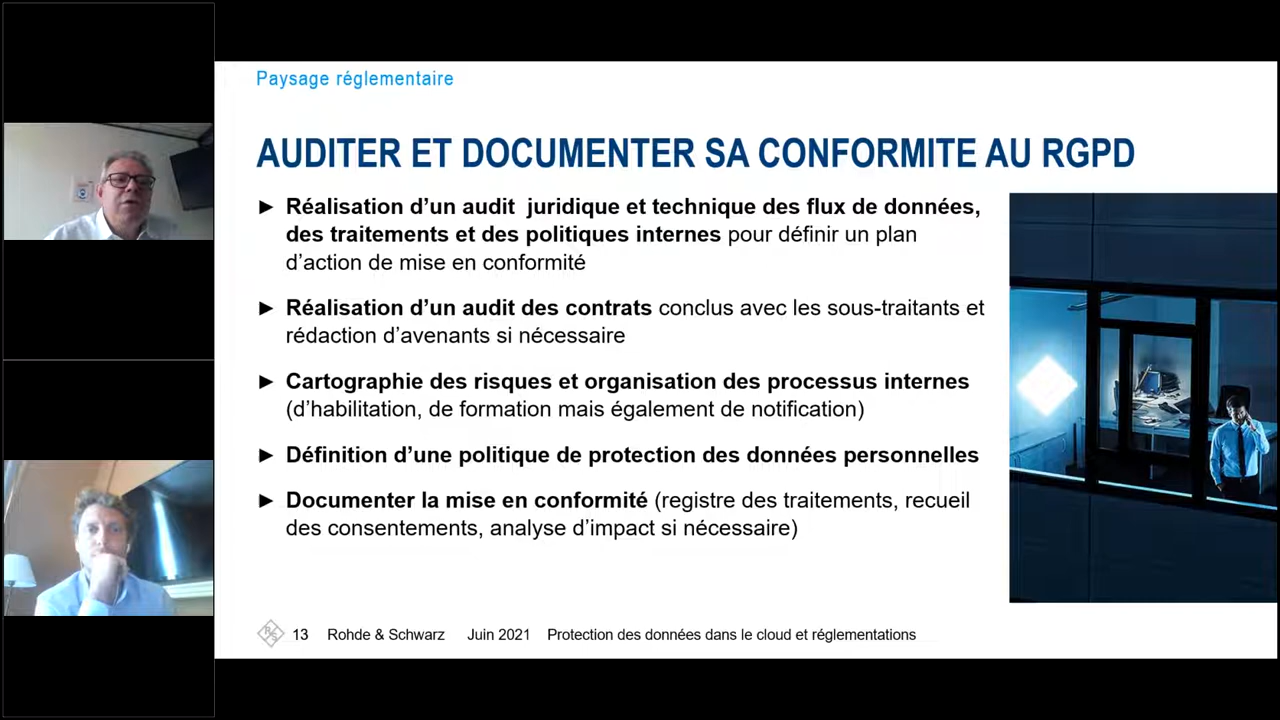 Paysage réglementaire
AUDITER ET DOCUMENTER SA CONFORMITE AU RGPD
► Réalisation d’un audit juridique et technique des flux de données,
des traitements et des politiques internes pour définir un plan
d’action de mise en conformité
► Réalisation d’un audit des contrats conclus avec les sous-traitants et
rédaction d’avenants si nécessaire
► Cartographie des risques et organisation des processus internes
(d’habilitation, de formation mais également de notification)
► Définition d’une politique de protection des données personnelles
► Documenter la mise en conformité (registre des traitements, recueil
des consentements, analyse d’impact si nécessaire)
R&S 13 Rohde & Schwarz Juin 2021 Protection des données dans le cloud et réglementations